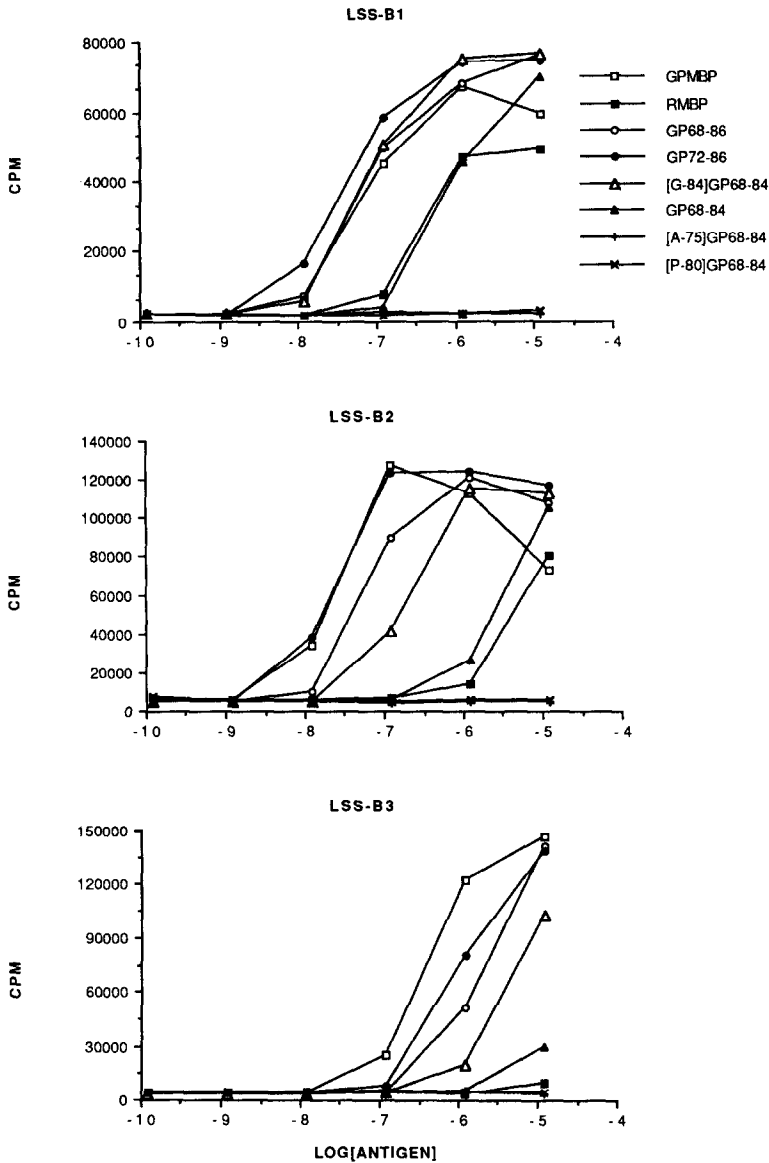 LSS-B1
80000
60000
40000
20000
0
CPM
-10 -9 -8 -7 -6 -5 -4
GPMBP
RMBP
GP68-86
GP72-86
[G-84]GP68-84
GP68-84
[A-75]GP68-84
[P-80]GP68-84
LSS-B2
140000
120000
100000
80000
60000
40000
20000
0
CPM
-10 -9 -8 -7 -6 -5 -4
LSS-B3
150000
120000
90000
60000
30000
0
CPM
-10 -9 -8 -7 -6 -5 -4
LOG[ANTIGEN]